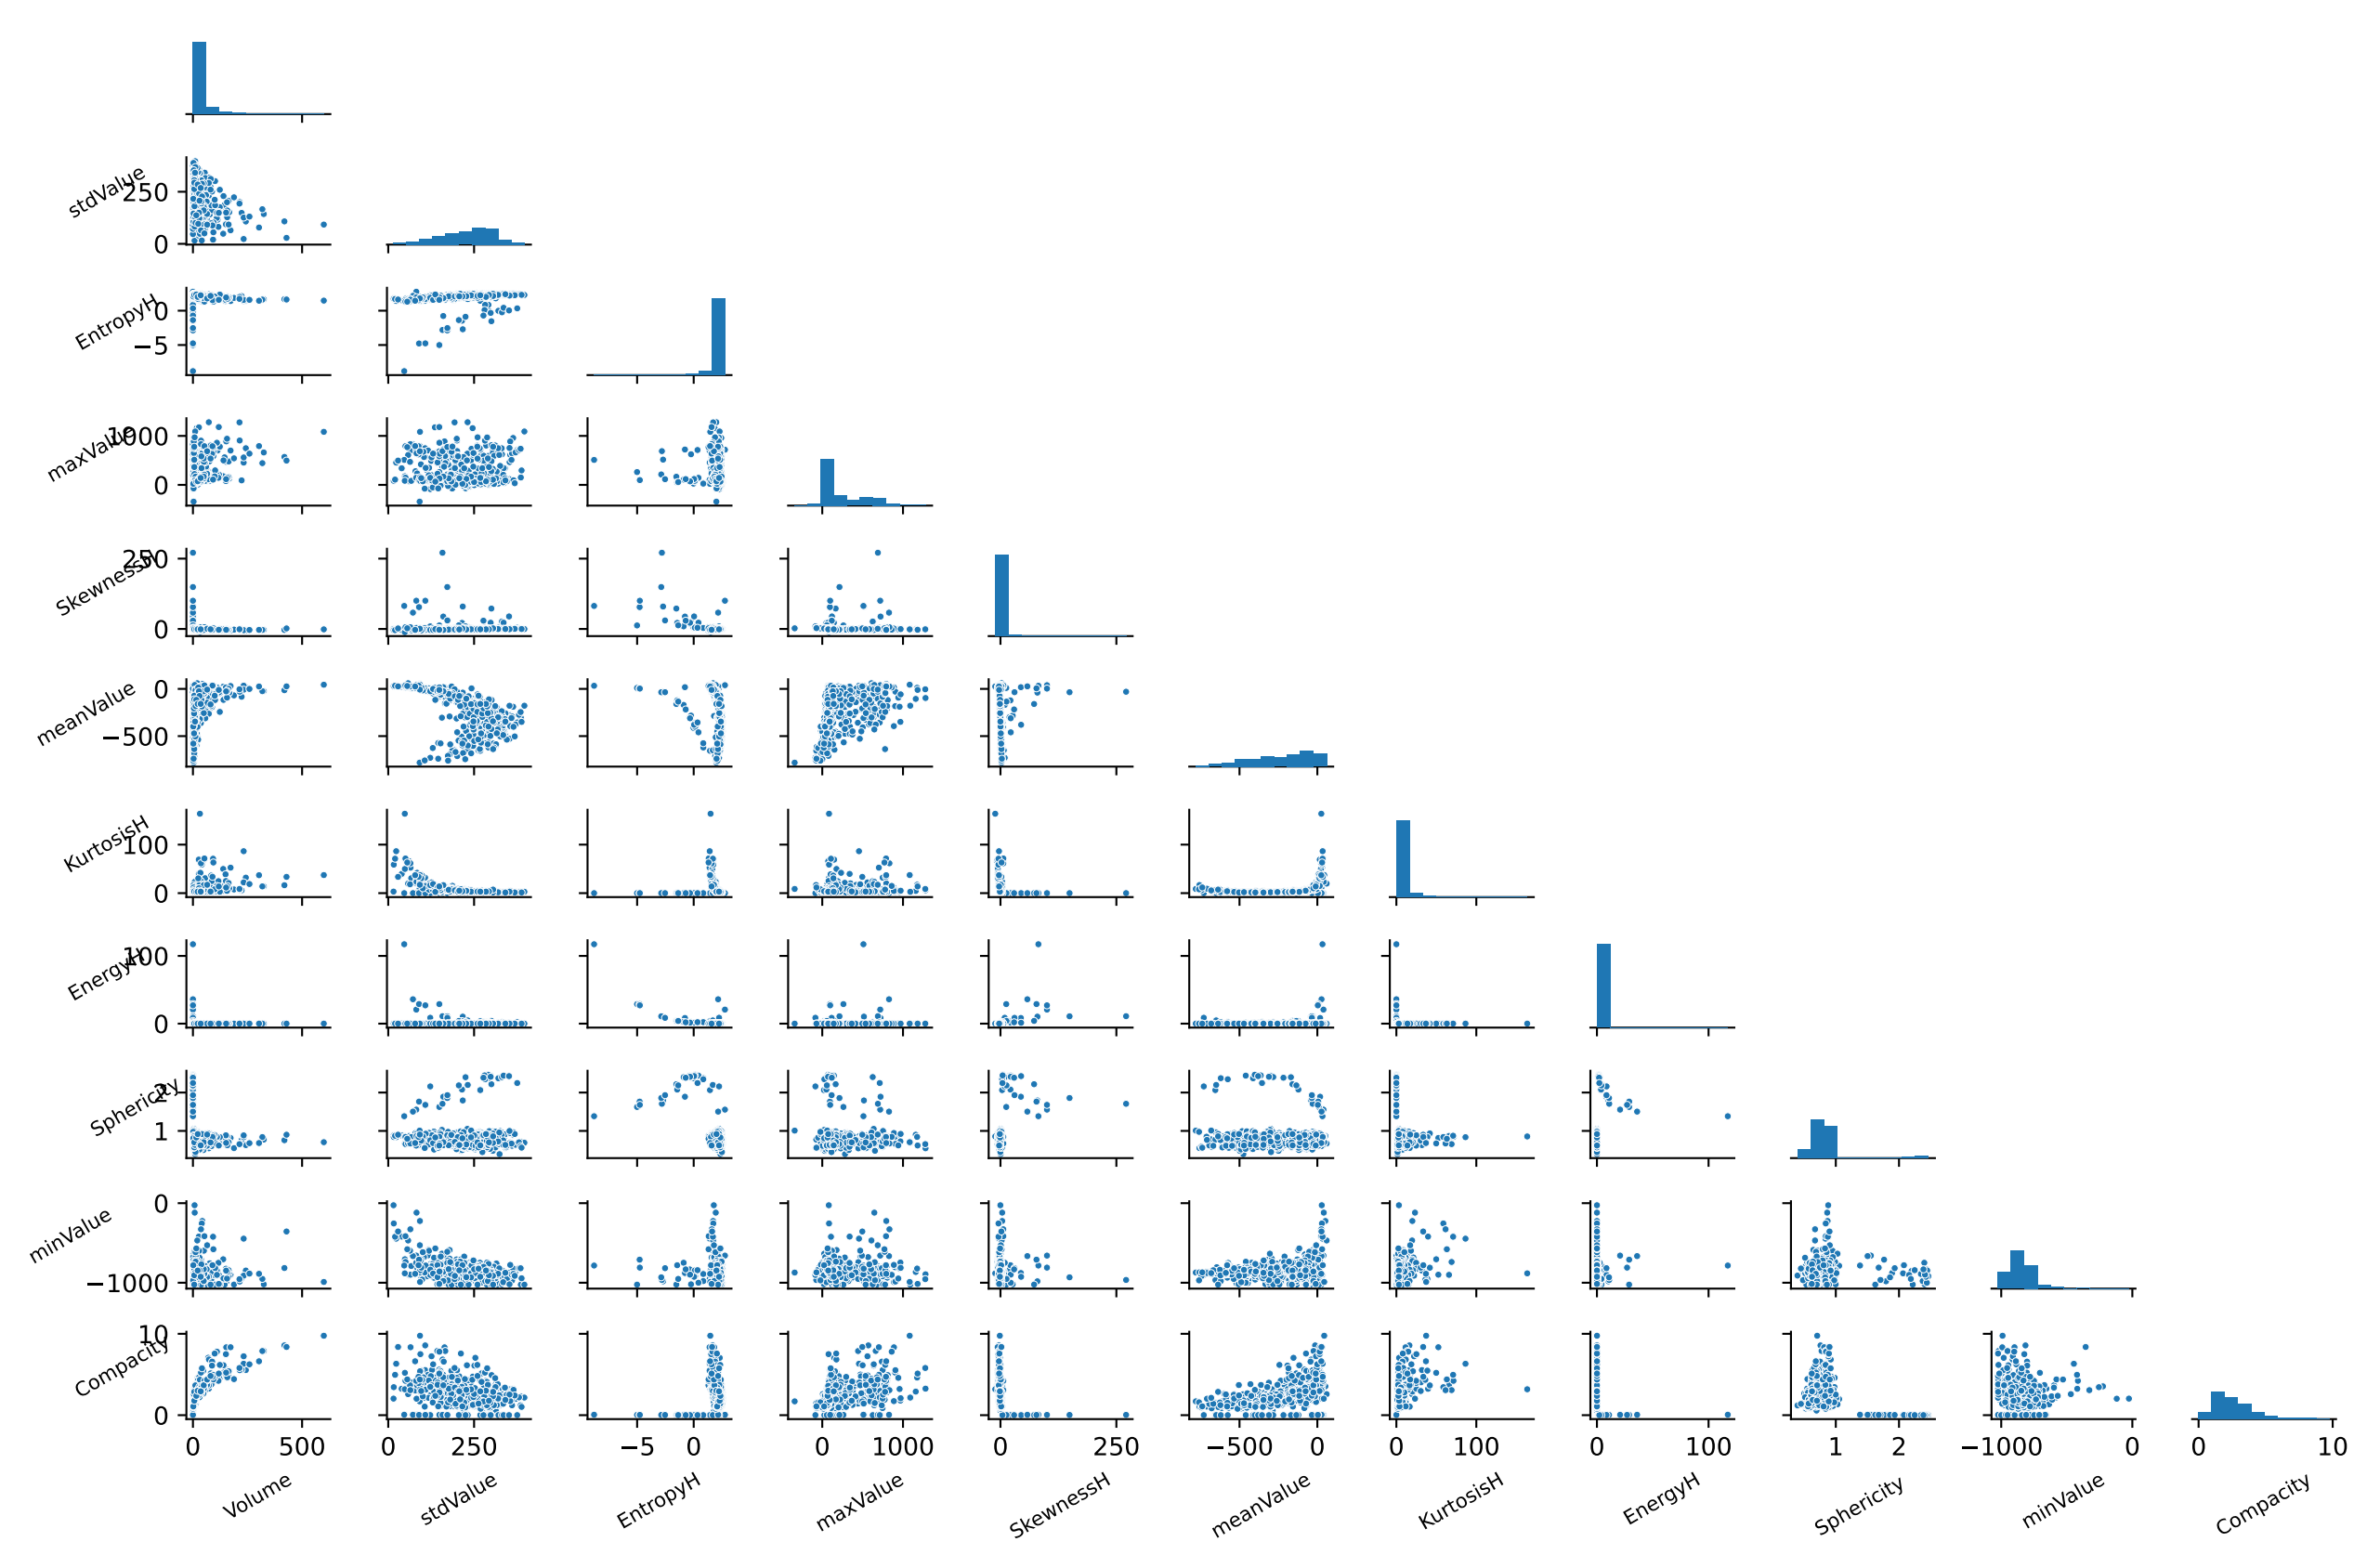 stdValue
250
0
EntropyH
0
−5
maxValue
1000
0
SkewnessH
250
0
meanValue
0
−500
KurtosisH
100
0
EnergyH
100
0
Sphericity
2
1
minValue
0
−1000
Compacity
10
0
0 500 0 250 −5 0 0 1000 0 250 −500 0 0 100 0 100 1 2 −1000 0 0 10
Volume stdValue EntropyH maxValue SkewnessH meanValue KurtosisH EnergyH Sphericity minValue Compacity